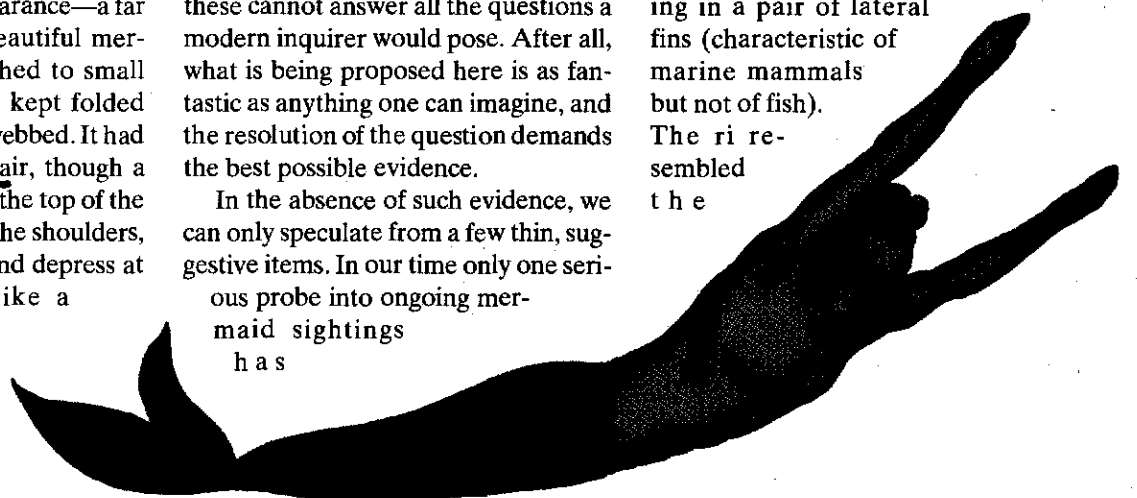 arance—a far
eautiful mer-
hed to small
kept folded
ebbed. It had
air, though a
the top of the
he shoulders,
nd depress at
ike a
these cannot answer all the questions a
modern inquirer would pose. After all,
what is being proposed here is as fan-
tastic as anything one can imagine, and
the resolution of the question demands
the best possible evidence.
In the absence of such evidence, we
can only speculate from a few thin, sug-
gestive items. In our time only one seri-
ous probe into ongoing mer-
maid sightings
has
ing in a pair of lateral
fins (characteristic of
marine mammals
but not of fish).
The ri re-
sembled
the